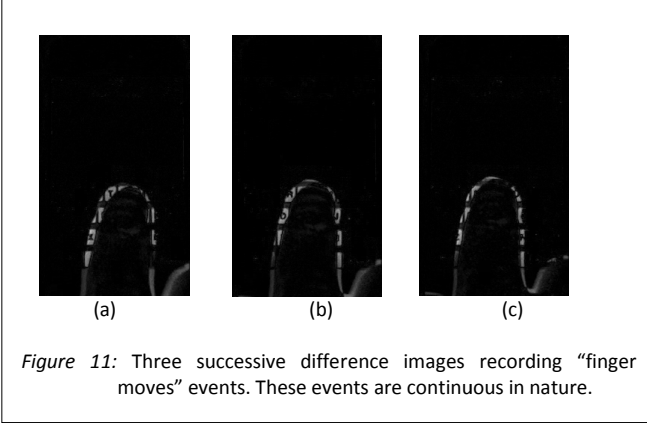 (a) (b) (c)
Figure 11: Three successive difference images recording “finger
moves” events. These events are continuous in nature.